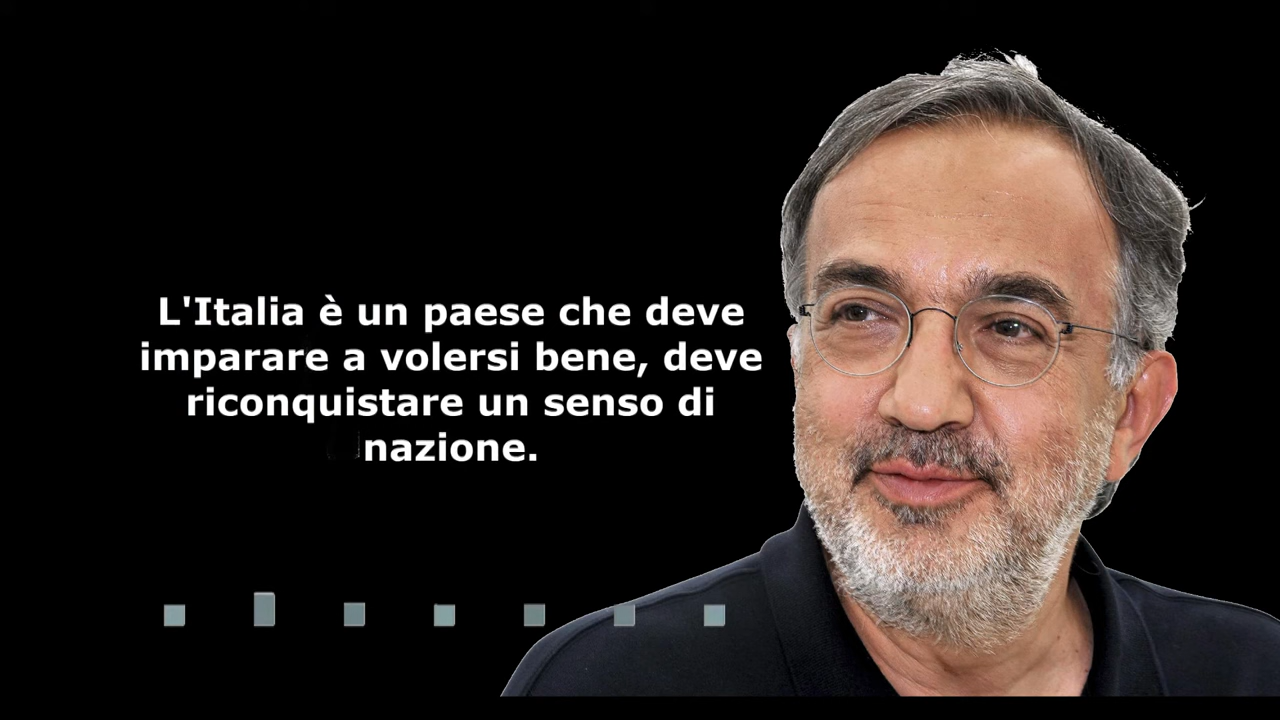 L'Italia è un paese che deve
imparare a volersi bene, deve
riconquistare un senso di
nazione.